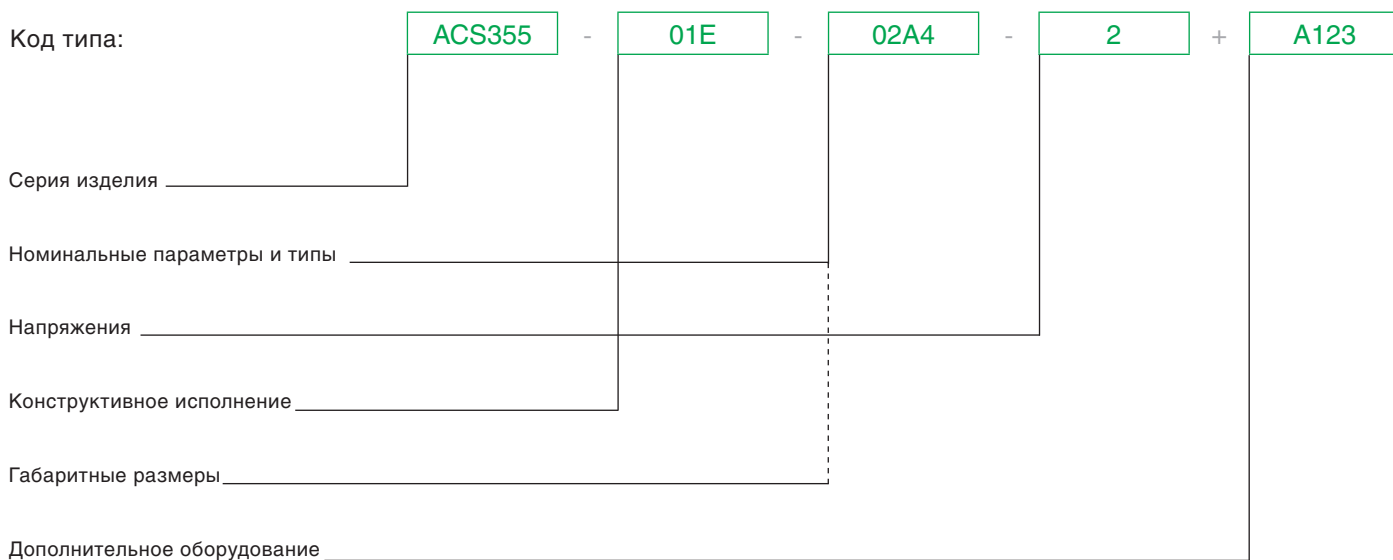 Код типа: ACS355 - 01E - 02A4 - 2 + A123
Серия изделия
Номинальные параметры и типы
Напряжения
Конструктивное исполнение
Габаритные размеры
Дополнительное оборудование